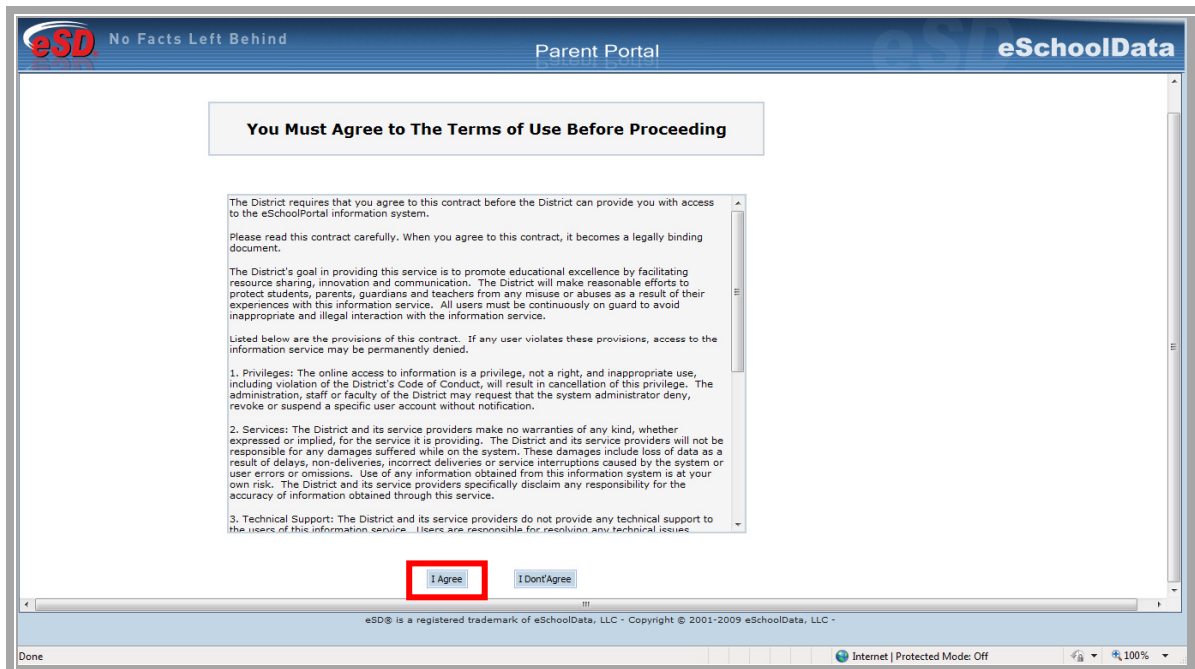 eSD No Facts Left Behind
Parent Portal
eSchoolData
You Must Agree to The Terms of Use Before Proceeding
The District requires that you agree to this contract before the District can provide you with access
to the eSchoolPortal information system.
Please read this contract carefully. When you agree to this contract, it becomes a legally binding
document.
The District's goal in providing this service is to promote educational excellence by facilitating
resource sharing, innovation and communication. The District will make reasonable efforts to
protect students, parents, guardians and teachers from any misuse or abuses as a result of their
experiences with this information service. All users must be continuously on guard to avoid
inappropriate and illegal interaction with the information service.
Listed below are the provisions of this contract. If any user violates these provisions, access to the
information service may be permanently denied.
1. Privileges: The online access to information is a privilege, not a right, and inappropriate use,
including violation of the District's Code of Conduct, will result in cancellation of this privilege. The
administration, staff or faculty of the District may request that the system administrator deny,
revoke or suspend a specific user account without notification.
2. Services: The District and its service providers make no warranties of any kind, whether
expressed or implied, for the service it is providing. The District and its service providers will not be
responsible for any damages suffered while on the system. These damages include loss of data as a
result of delays, non-deliveries, incorrect deliveries or service interruptions caused by the system or
user errors or omissions. Use of any information obtained from this information system is at your
own risk. The District and its service providers specifically disclaim any responsibility for the
accuracy of information obtained through this service.
3. Technical Support: The District and its service providers do not provide any technical support to
the users of this information service. Users are responsible for resolving any technical issues
I Agree
I Dont'Agree
eSD® is a registered trademark of eSchoolData, LLC - Copyright © 2001-2009 eSchoolData, LLC -
Done
Internet | Protected Mode: Off
100%